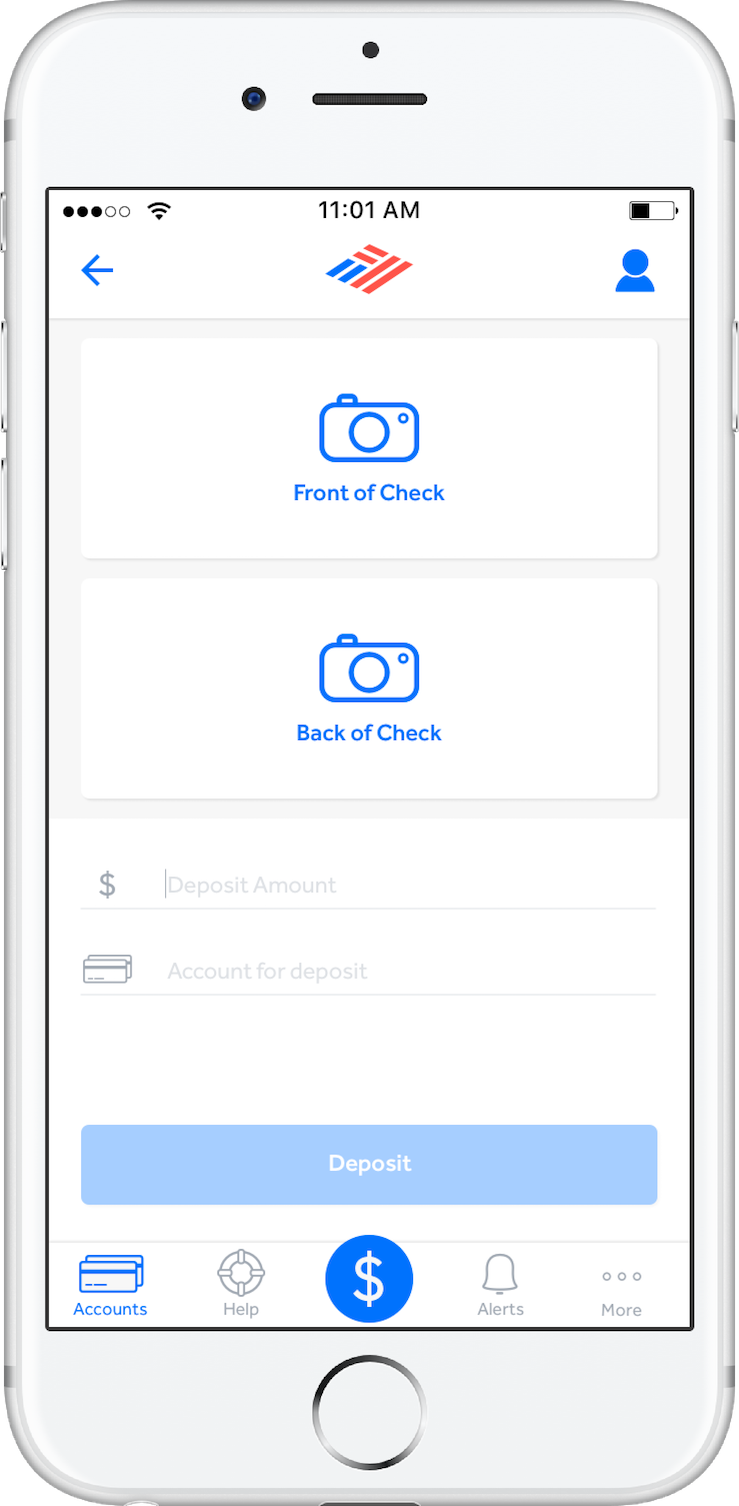 11:01 AM
Front of Check
Back of Check
$ Deposit Amount
Account for deposit
Deposit
$
Accounts Help Alerts More